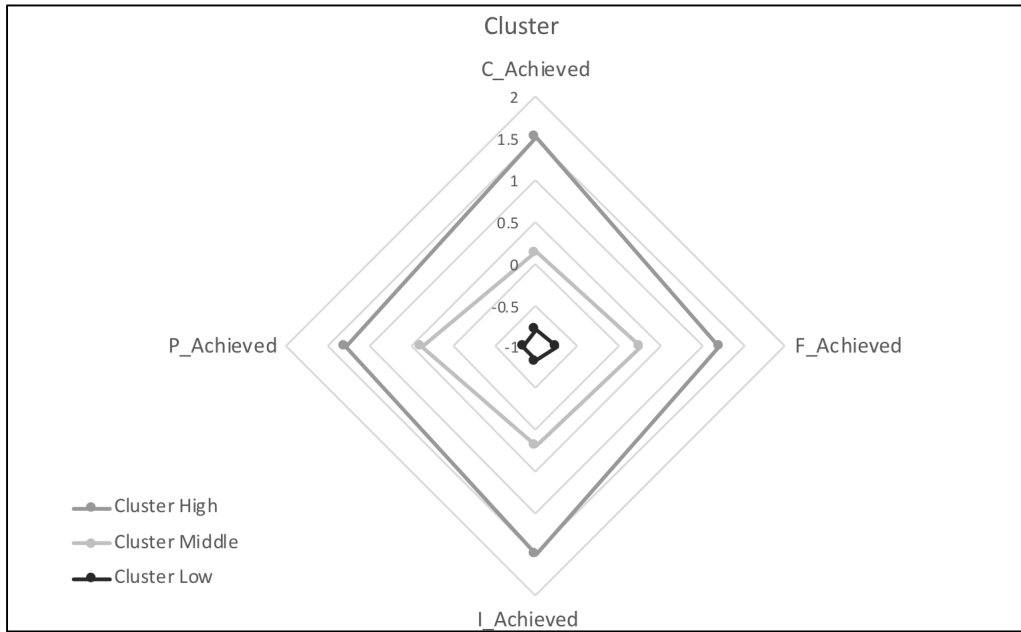 Cluster
C_Achieved
2
1.5
1
0.5
0
-0.5
-1
P_Achieved
F_Achieved
I_Achieved
Cluster High
Cluster Middle
Cluster Low